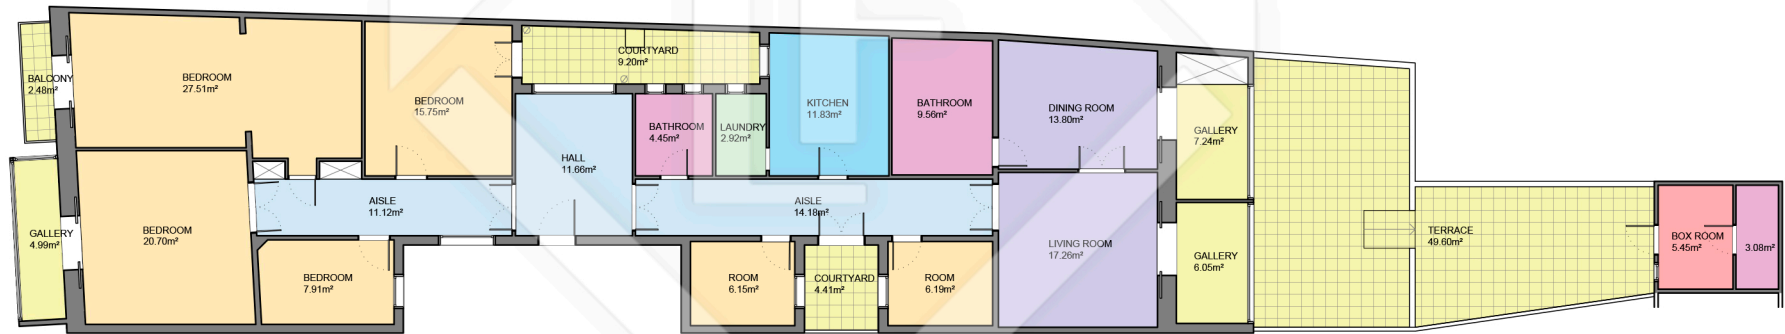 BALCONY
2.48m²
BEDROOM
27.51m²
BEDROOM
15.75m²
COURTYARD
9.20m²
KITCHEN
11.83m²
BATHROOM
9.56m²
DINING ROOM
13.80m²
GALLERY
7.24m²
BATHROOM
4.45m²
LAUNDRY
2.92m²
HALL
11.66m²
AISLE
11.12m²
AISLE
14.18m²
GALLERY
4.99m²
BEDROOM
20.70m²
BEDROOM
7.91m²
ROOM
6.15m²
COURTYARD
4.41m²
ROOM
6.19m²
LIVING ROOM
17.26m²
GALLERY
6.05m²
TERRACE
49.60m²
BOX ROOM
5.45m²
3.08m²